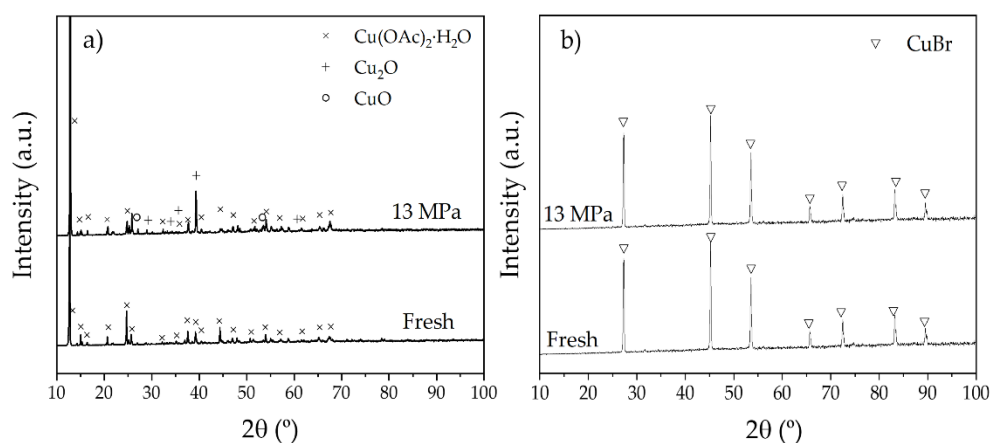 a)
× Cu(OAc)₂·H₂O
+ Cu₂O
o CuO
Intensity (a.u.)
13 MPa
Fresh
10 20 30 40 50 60 70 80 90 100
2θ (º)
b)
▽ CuBr
Intensity (a.u.)
13 MPa
Fresh
10 20 30 40 50 60 70 80 90 100
2θ (º)